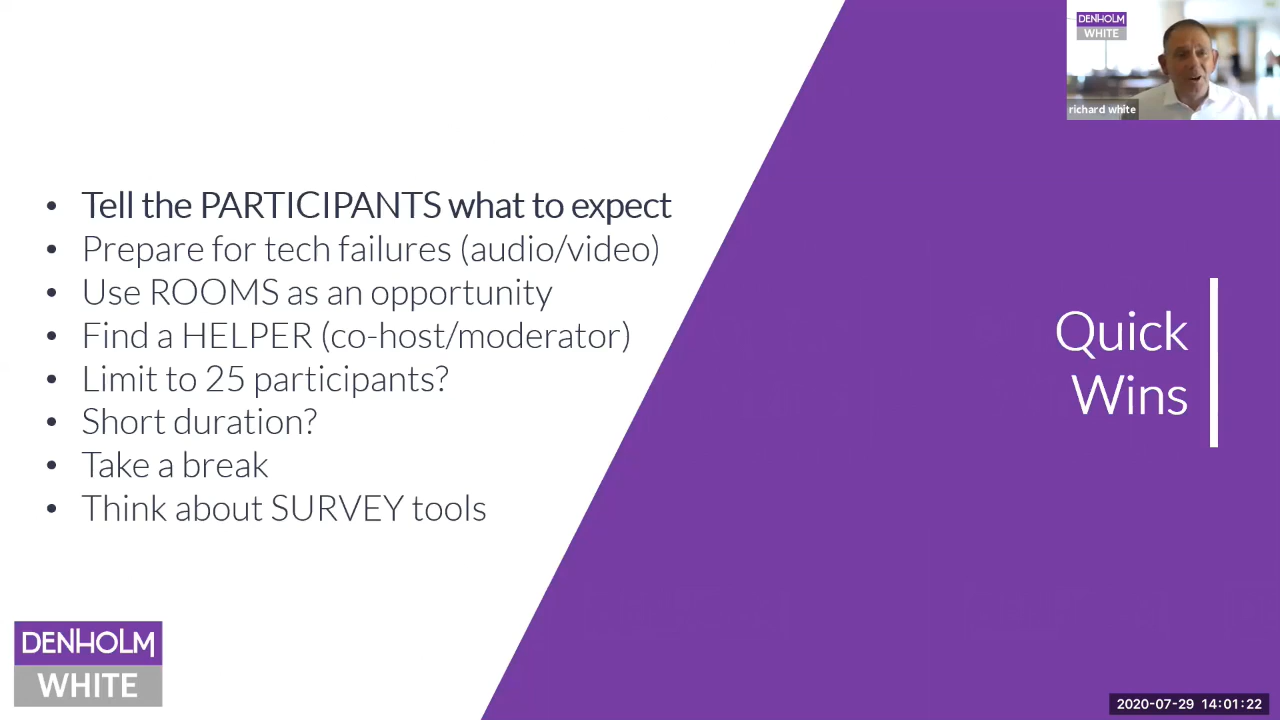 DENHOLM
WHITE
richard white
• Tell the PARTICIPANTS what to expect
• Prepare for tech failures (audio/video)
• Use ROOMS as an opportunity
• Find a HELPER (co-host/moderator)
• Limit to 25 participants?
• Short duration?
• Take a break
• Think about SURVEY tools
Quick
Wins
DENHOLM
WHITE
2020-07-29 14:01:22